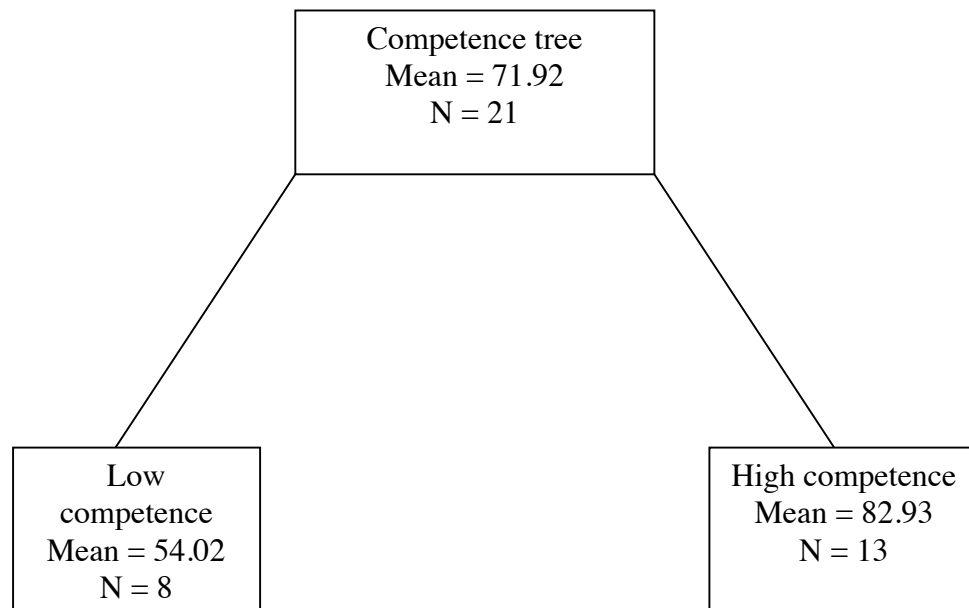 Competence tree
Mean = 71.92
N = 21
Low
competence
Mean = 54.02
N = 8
High competence
Mean = 82.93
N = 13